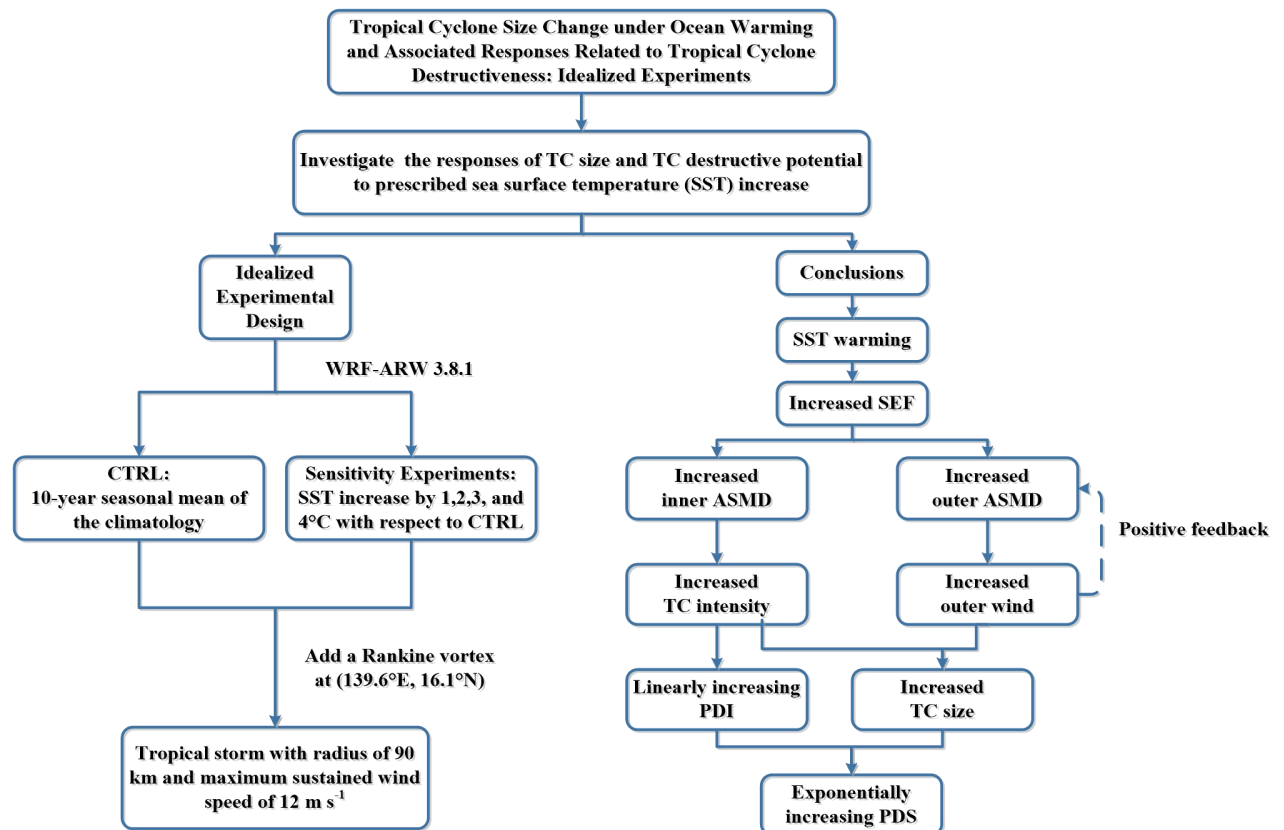 Tropical Cyclone Size Change under Ocean Warming
and Associated Responses Related to Tropical Cyclone
Destructiveness: Idealized Experiments
Investigate the responses of TC size and TC destructive potential
to prescribed sea surface temperature (SST) increase
Idealized
Experimental
Design
WRF-ARW 3.8.1
CTRL:
10-year seasonal mean of
the climatology
Sensitivity Experiments:
SST increase by 1,2,3, and
4°C with respect to CTRL
Add a Rankine vortex
at (139.6°E, 16.1°N)
Tropical storm with radius of 90
km and maximum sustained wind
speed of 12 m s⁻¹
Conclusions
SST warming
Increased SEF
Increased
inner ASMD
Increased
outer ASMD
Positive feedback
Increased
TC intensity
Increased
outer wind
Linearly increasing
PDI
Increased
TC size
Exponentially
increasing PDS